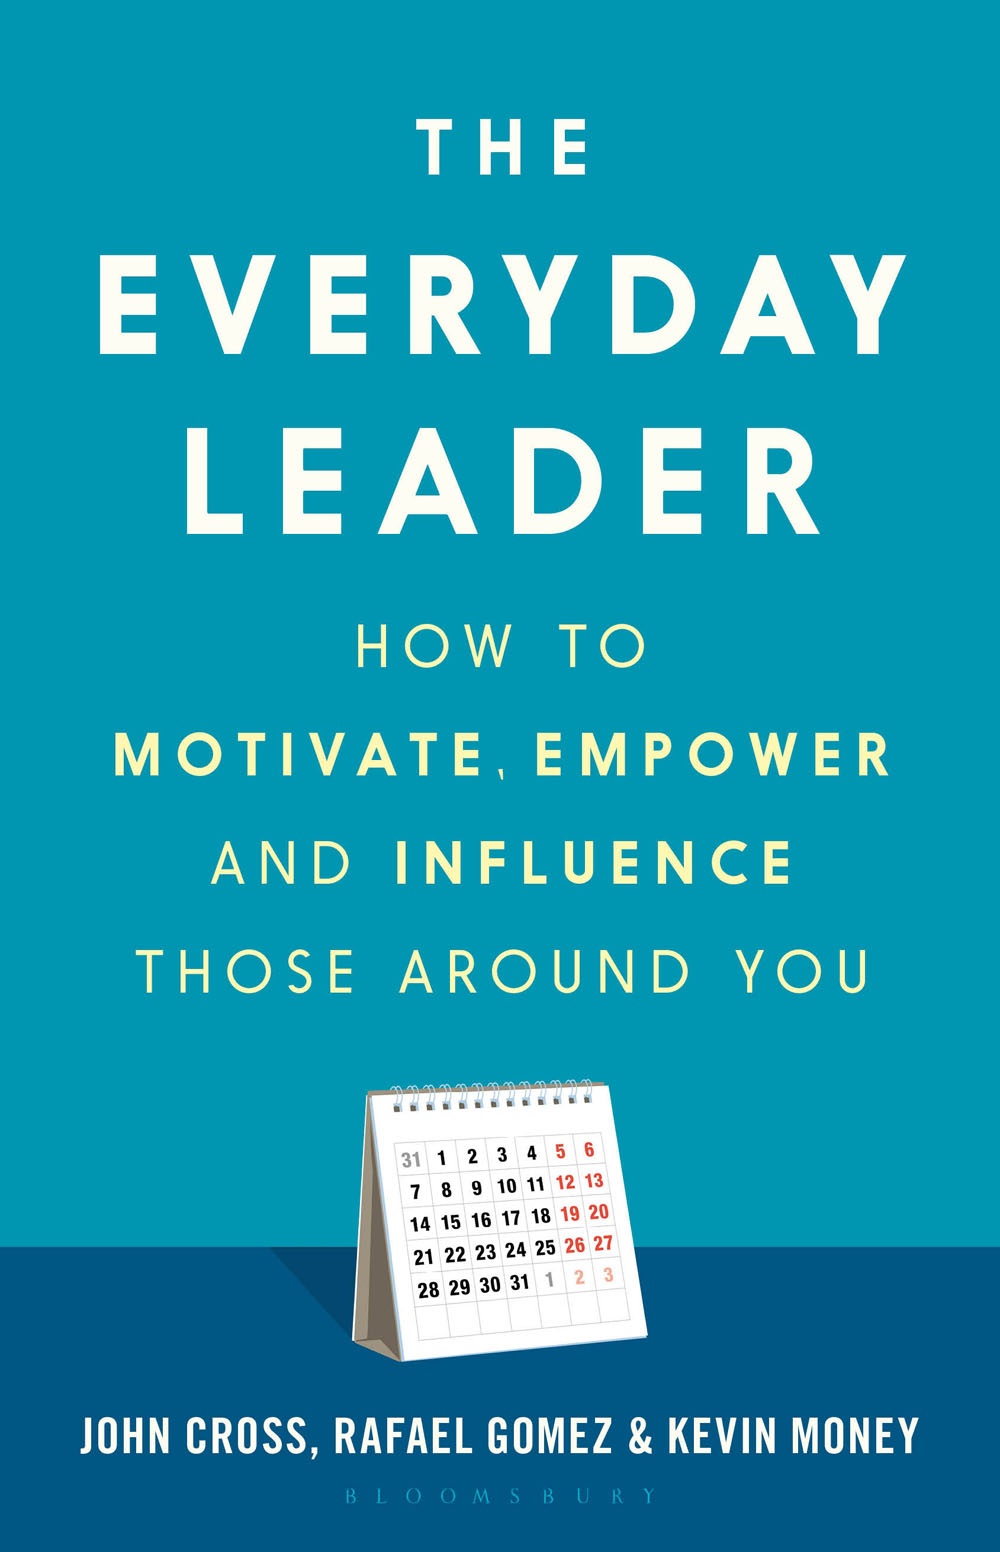 THE
EVERYDAY
LEADER
HOW TO
MOTIVATE, EMPOWER
AND INFLUENCE
THOSE AROUND YOU
31 1 2 3 4 5 6
7 8 9 10 11 12 13
14 15 16 17 18 19 20
21 22 23 24 25 26 27
28 29 30 31 1 2 3
JOHN CROSS, RAFAEL GOMEZ & KEVIN MONEY
BLOOMSBURY